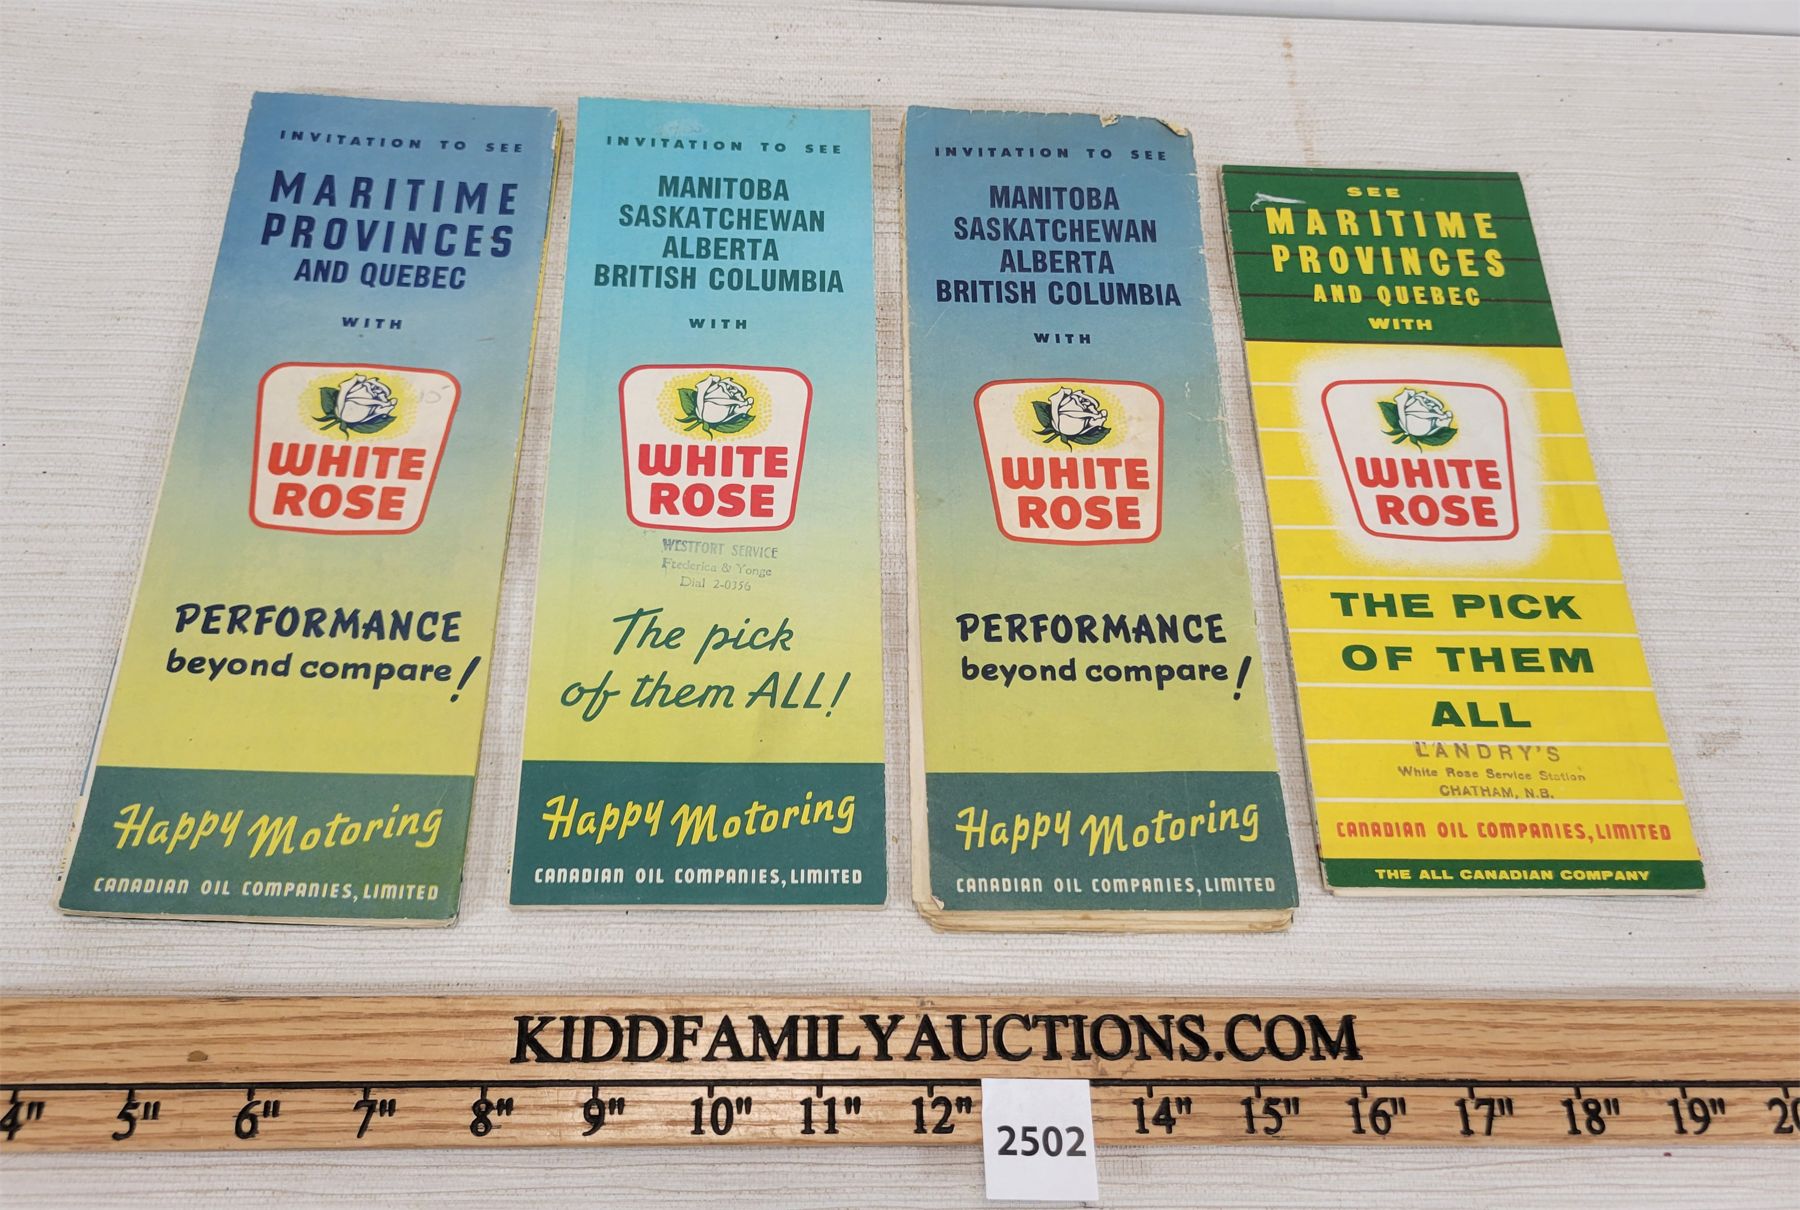 INVITATION TO SEE
MARITIME
PROVINCES
AND QUEBEC
WITH
WHITE
ROSE
PERFORMANCE
beyond compare!
Happy Motoring
CANADIAN OIL COMPANIES, LIMITED
INVITATION TO SEE
MANITOBA
SASKATCHEWAN
ALBERTA
BRITISH COLUMBIA
WITH
WHITE
ROSE
WESTFORT SERVICE
Frederica & Yonge
Dial 2-0356
The pick
of them ALL!
Happy Motoring
CANADIAN OIL COMPANIES, LIMITED
INVITATION TO SEE
MANITOBA
SASKATCHEWAN
ALBERTA
BRITISH COLUMBIA
WITH
WHITE
ROSE
PERFORMANCE
beyond compare!
Happy Motoring
CANADIAN OIL COMPANIES, LIMITED
SEE
MARITIME
PROVINCES
AND QUEBEC
WITH
WHITE
ROSE
THE PICK
OF THEM
ALL
LANDRY'S
White Rose Service Station
CHATHAM, N.B.
CANADIAN OIL COMPANIES, LIMITED
THE ALL CANADIAN COMPANY
KIDDFAMILYAUCTIONS.COM
4" 5" 6" 7" 8" 9" 10" 11" 12" 14" 15" 16" 17" 18" 19" 20
2502